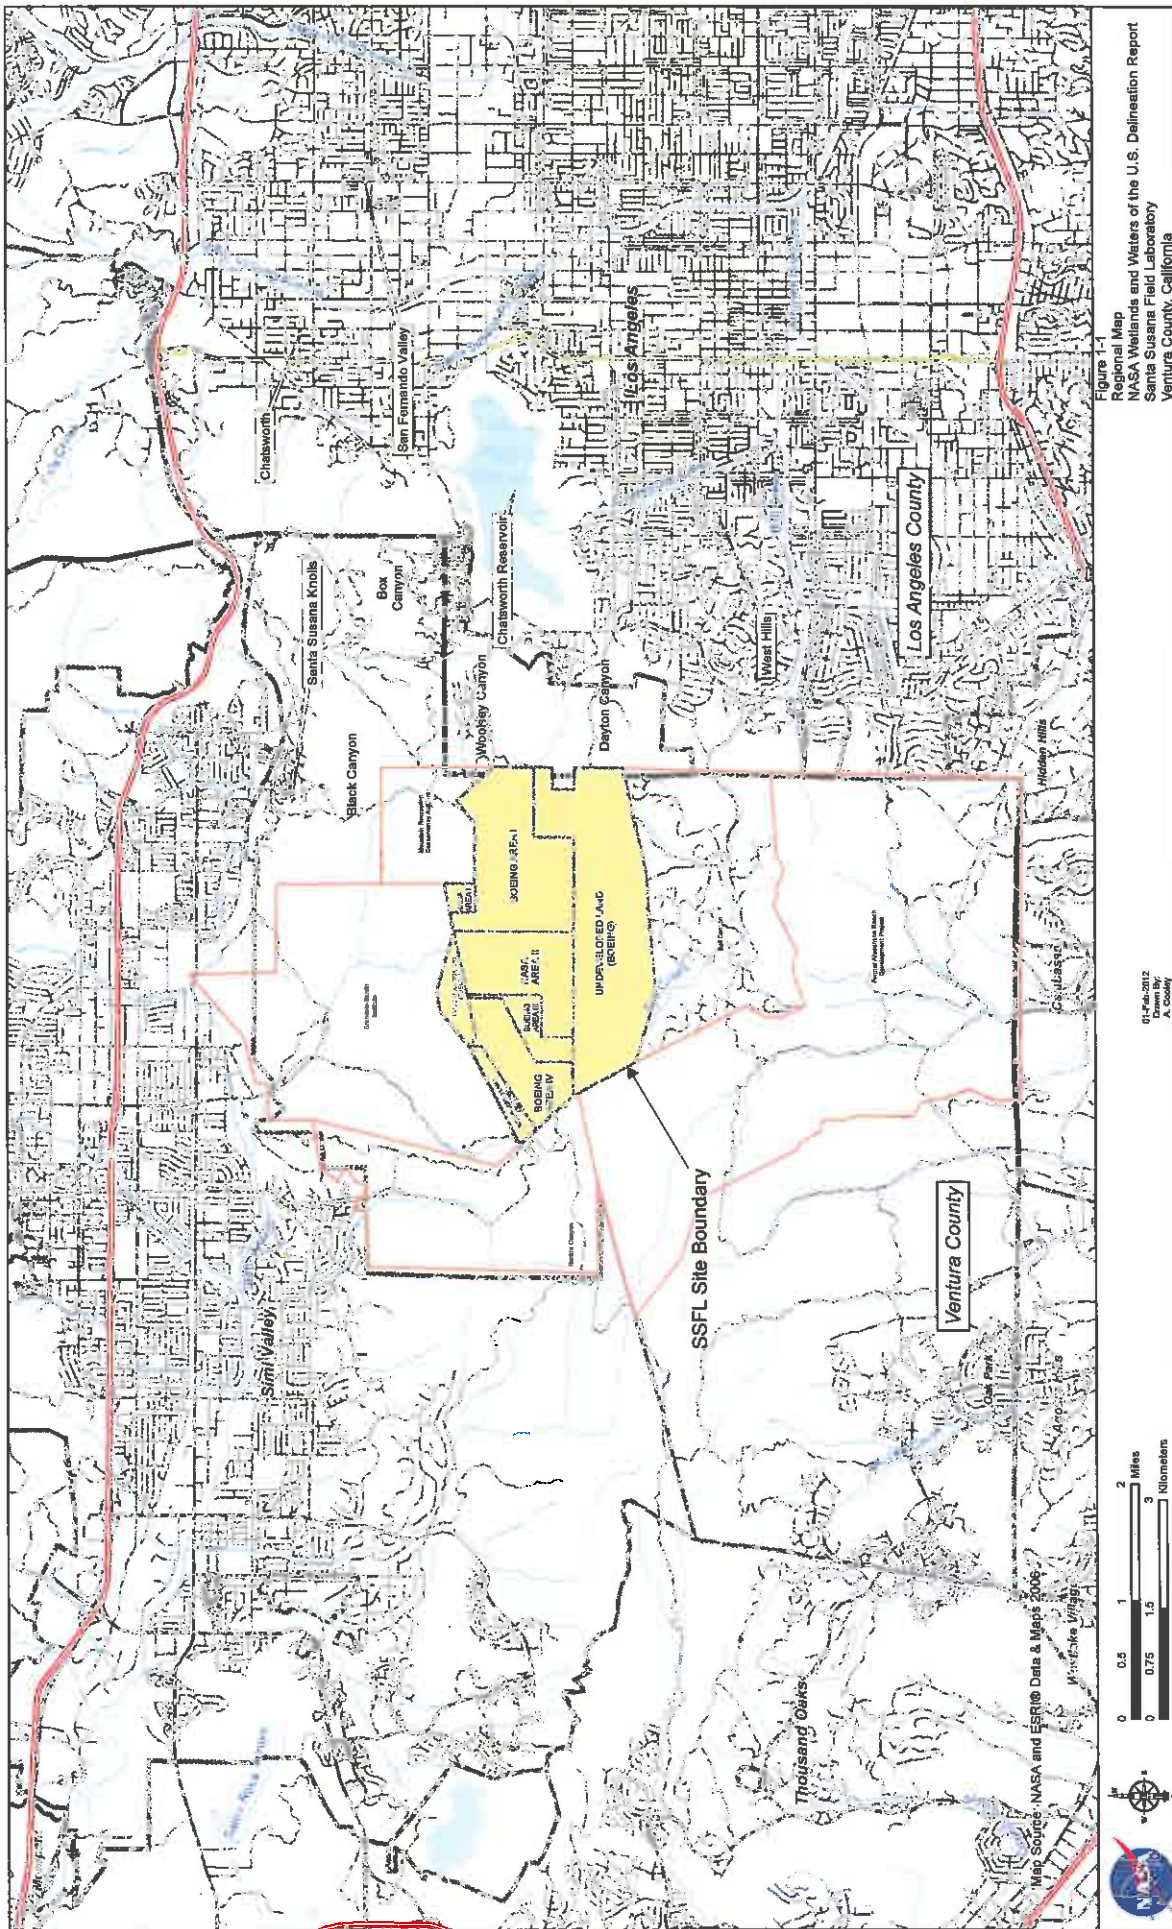 Chatsworth
San Fernando Valley
Los Angeles
Santa Susana Knolls
Box
Canyon
Chatsworth Reservoir
Los Angeles County
Black Canyon
Woolsey Canyon
Dayton Canyon
West Hills
Hidden Hills
BOEING AREA I
AREA I
NASA
AREA II
BOEING
AREA III
BOEING
AREA IV
UNDEVELOPED LAND
(BOEING)
Calabasas
Simi Valley
SSFL Site Boundary
Ventura County
Oak Park
Thousand Oaks
Westlake Village
Map Source: NASA and ESRI® Data & Maps 2006
NASA
N
0 0.5 1 2
Miles
0 0.75 1.5 3
Kilometers
01-Feb-2012
Drawn By:
A. Cooley
Figure 1-1
Regional Map
NASA Wetlands and Waters of the U.S. Delineation Report
Santa Susana Field Laboratory
Ventura County, California